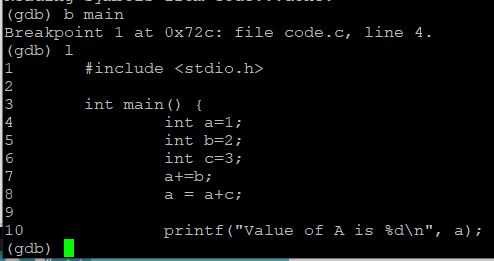 (gdb) b main
Breakpoint 1 at 0x72c: file code.c, line 4.
(gdb) l
1       #include <stdio.h>
2
3       int main() {
4               int a=1;
5               int b=2;
6               int c=3;
7               a+=b;
8               a = a+c;
9
10              printf("Value of A is %d\n", a);
(gdb)